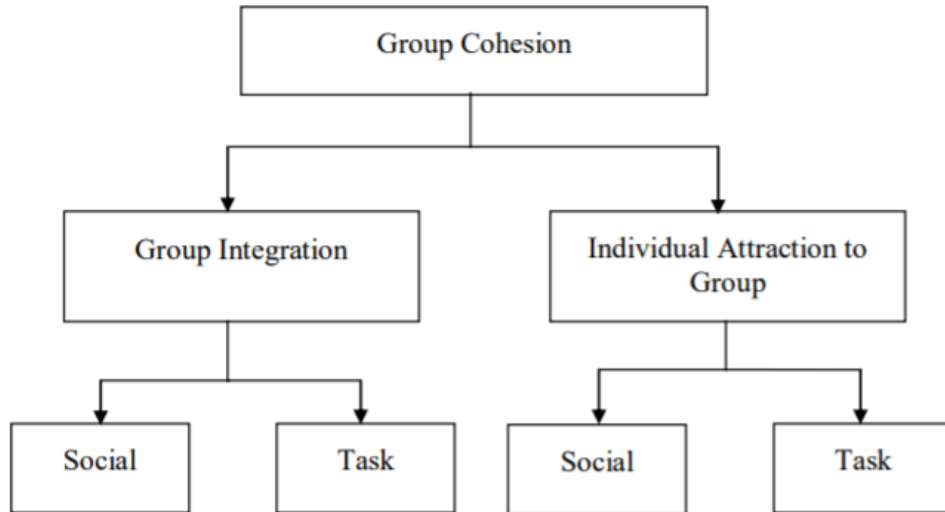 Group Cohesion
Group Integration
Individual Attraction to
Group
Social
Task
Social
Task